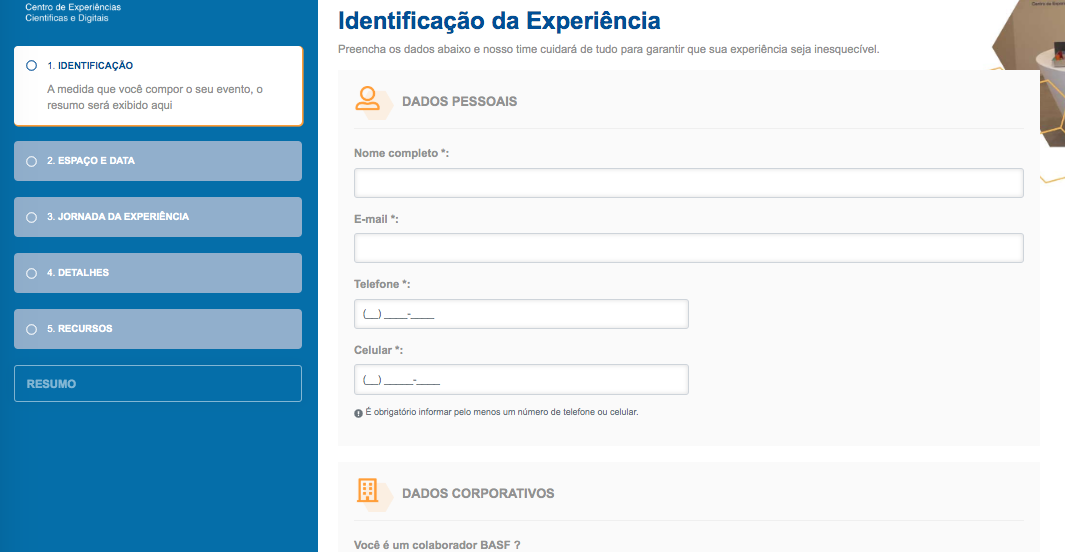 Centro de Experiências
Científicas e Digitais
1. IDENTIFICAÇÃO
A medida que você compor o seu evento, o
resumo será exibido aqui
2. ESPAÇO E DATA
3. JORNADA DA EXPERIÊNCIA
4. DETALHES
5. RECURSOS
RESUMO
Identificação da Experiência
Preencha os dados abaixo e nosso time cuidará de tudo para garantir que sua experiência seja inesquecível.
DADOS PESSOAIS
Nome completo *:
E-mail *:
Telefone *:
(__) ____-____
Celular *:
(__) _____-____
É obrigatório informar pelo menos um número de telefone ou celular.
DADOS CORPORATIVOS
Você é um colaborador BASF ?